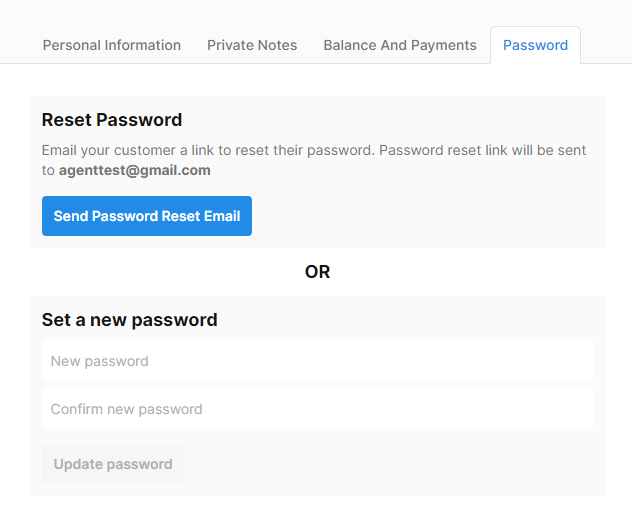 Personal Information Private Notes Balance And Payments Password
Reset Password
Email your customer a link to reset their password. Password reset link will be sent
to agenttest@gmail.com
Send Password Reset Email
OR
Set a new password
New password
Confirm new password
Update password